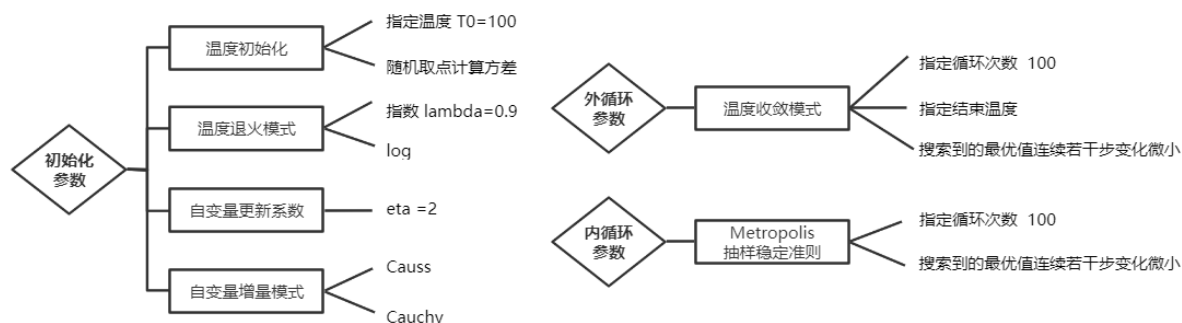 初始化
参数
温度初始化
指定温度 T0=100
随机取点计算方差
温度退火模式
指数 lambda=0.9
log
自变量更新系数
eta =2
自变量增量模式
Causs
Cauchy
外循环
参数
温度收敛模式
指定循环次数 100
指定结束温度
搜索到的最优值连续若干步变化微小
内循环
参数
Metropolis
抽样稳定准则
指定循环次数 100
搜索到的最优值连续若干步变化微小